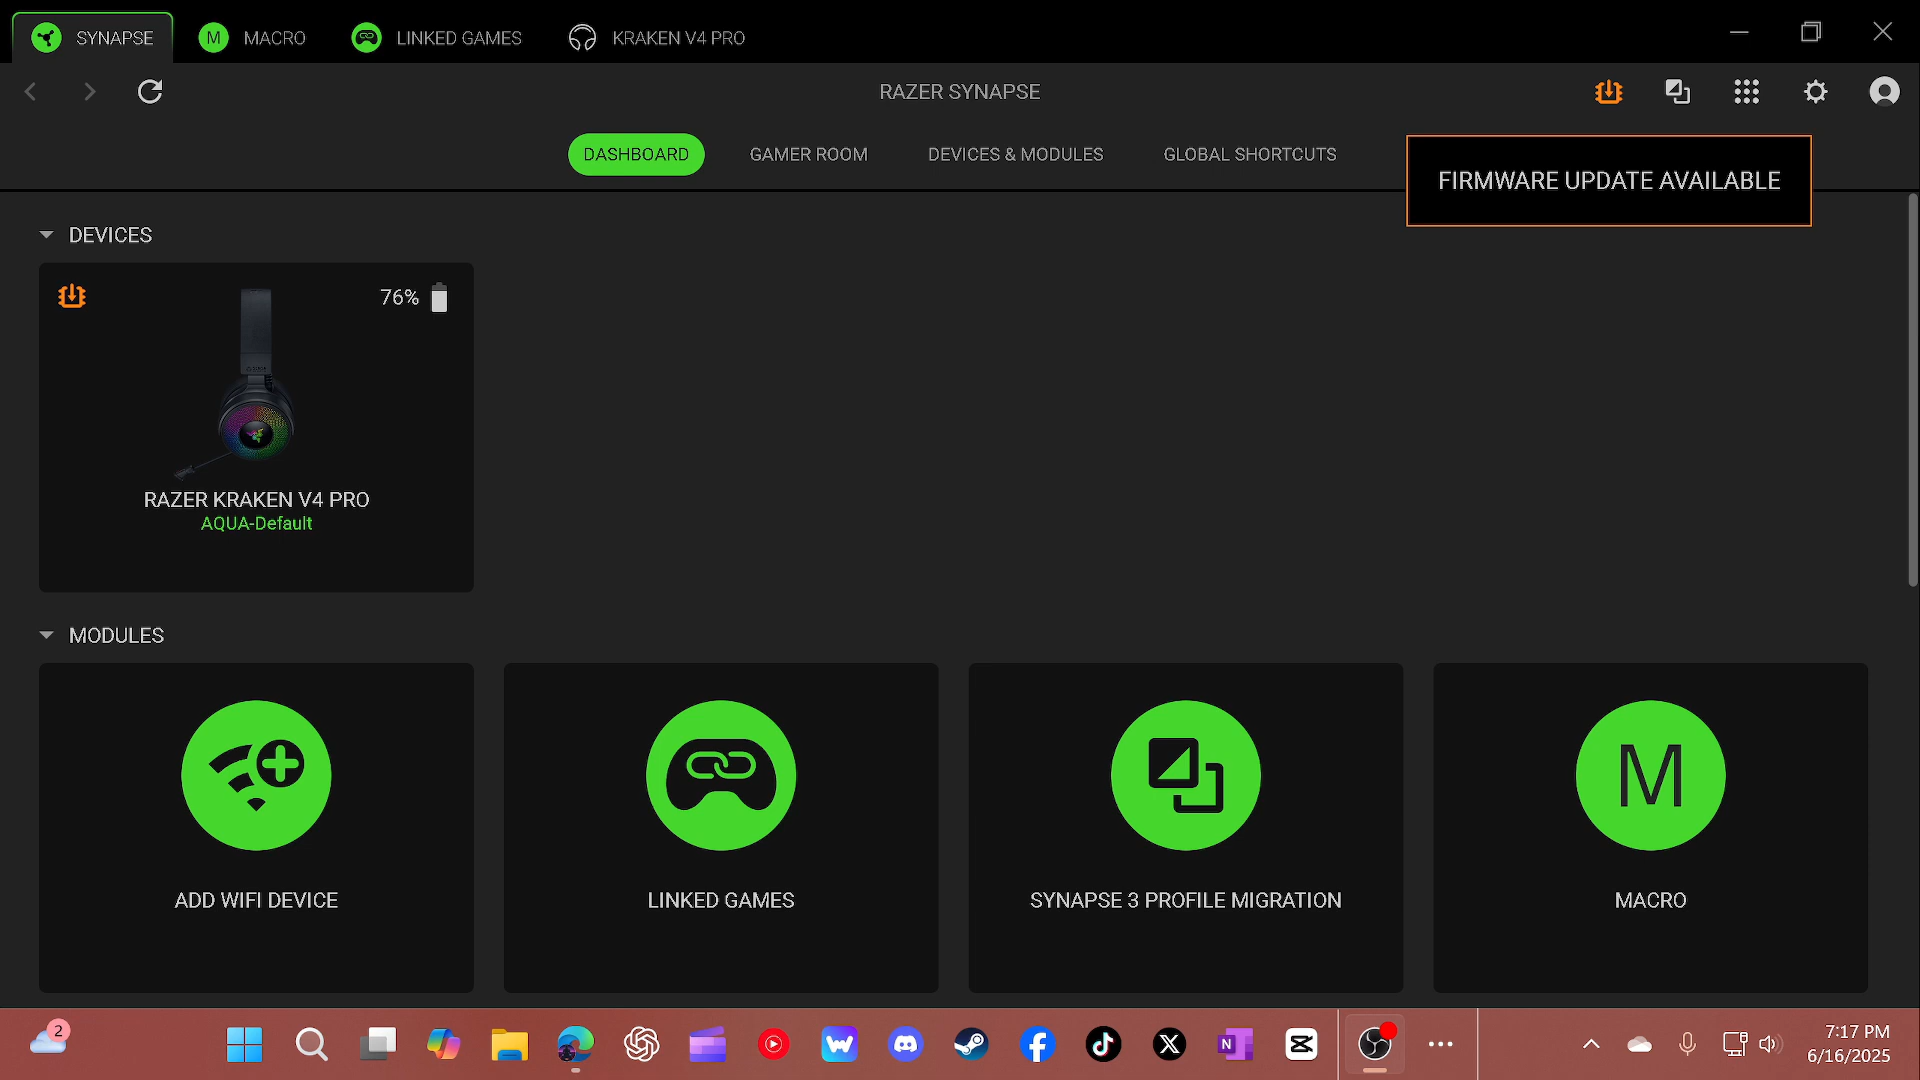 SYNAPSE
M
MACRO
LINKED GAMES
KRAKEN V4 PRO
RAZER SYNAPSE
DASHBOARD
GAMER ROOM
DEVICES & MODULES
GLOBAL SHORTCUTS
FIRMWARE UPDATE AVAILABLE
DEVICES
76%
RAZER KRAKEN V4 PRO
AQUA-Default
MODULES
M
ADD WIFI DEVICE
LINKED GAMES
SYNAPSE 3 PROFILE MIGRATION
MACRO
2
N
7:17 PM
6/16/2025